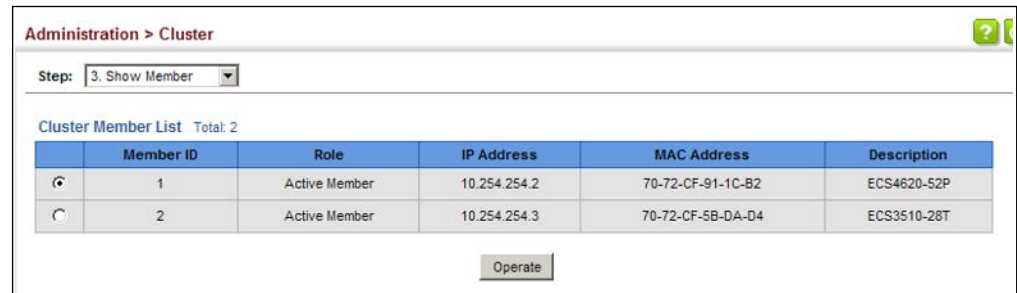 Administration > Cluster
?
Step: 3. Show Member
Cluster Member List Total: 2
Member ID Role IP Address MAC Address Description
1 Active Member 10.254.254.2 70-72-CF-91-1C-B2 ECS4620-52P
2 Active Member 10.254.254.3 70-72-CF-5B-DA-D4 ECS3510-28T
Operate